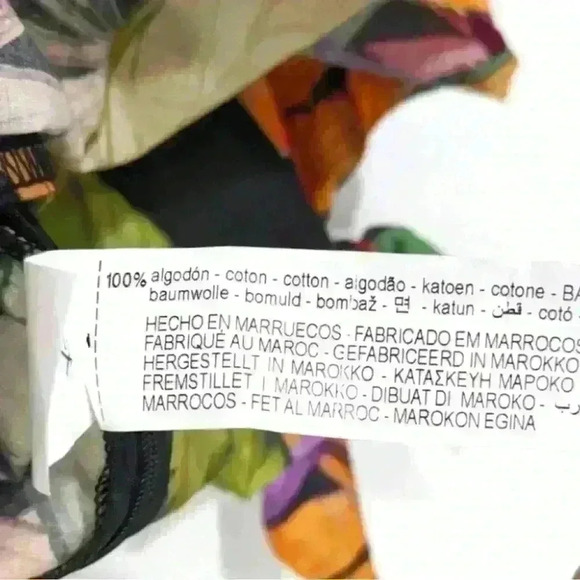 100% algodón - coton - cotton - algodão - katoen - cotone - BA
baumwolle - bomuld - bombaž - 면 - katun - قطن - cotó -
HECHO EN MARRUECOS - FABRICADO EM MARROCOS
FABRIQUÉ AU MAROC - GEFABRICEERD IN MAROKKO
HERGESTELLT IN MAROKKO - ΚΑΤΑΣΚΕΥΗ ΜΑΡΟΚΟ
FREMSTILLET I MAROKKO - DIBUAT DI MAROKO -
MARROCOS - FET AL MARROC - MAROKON EGINA